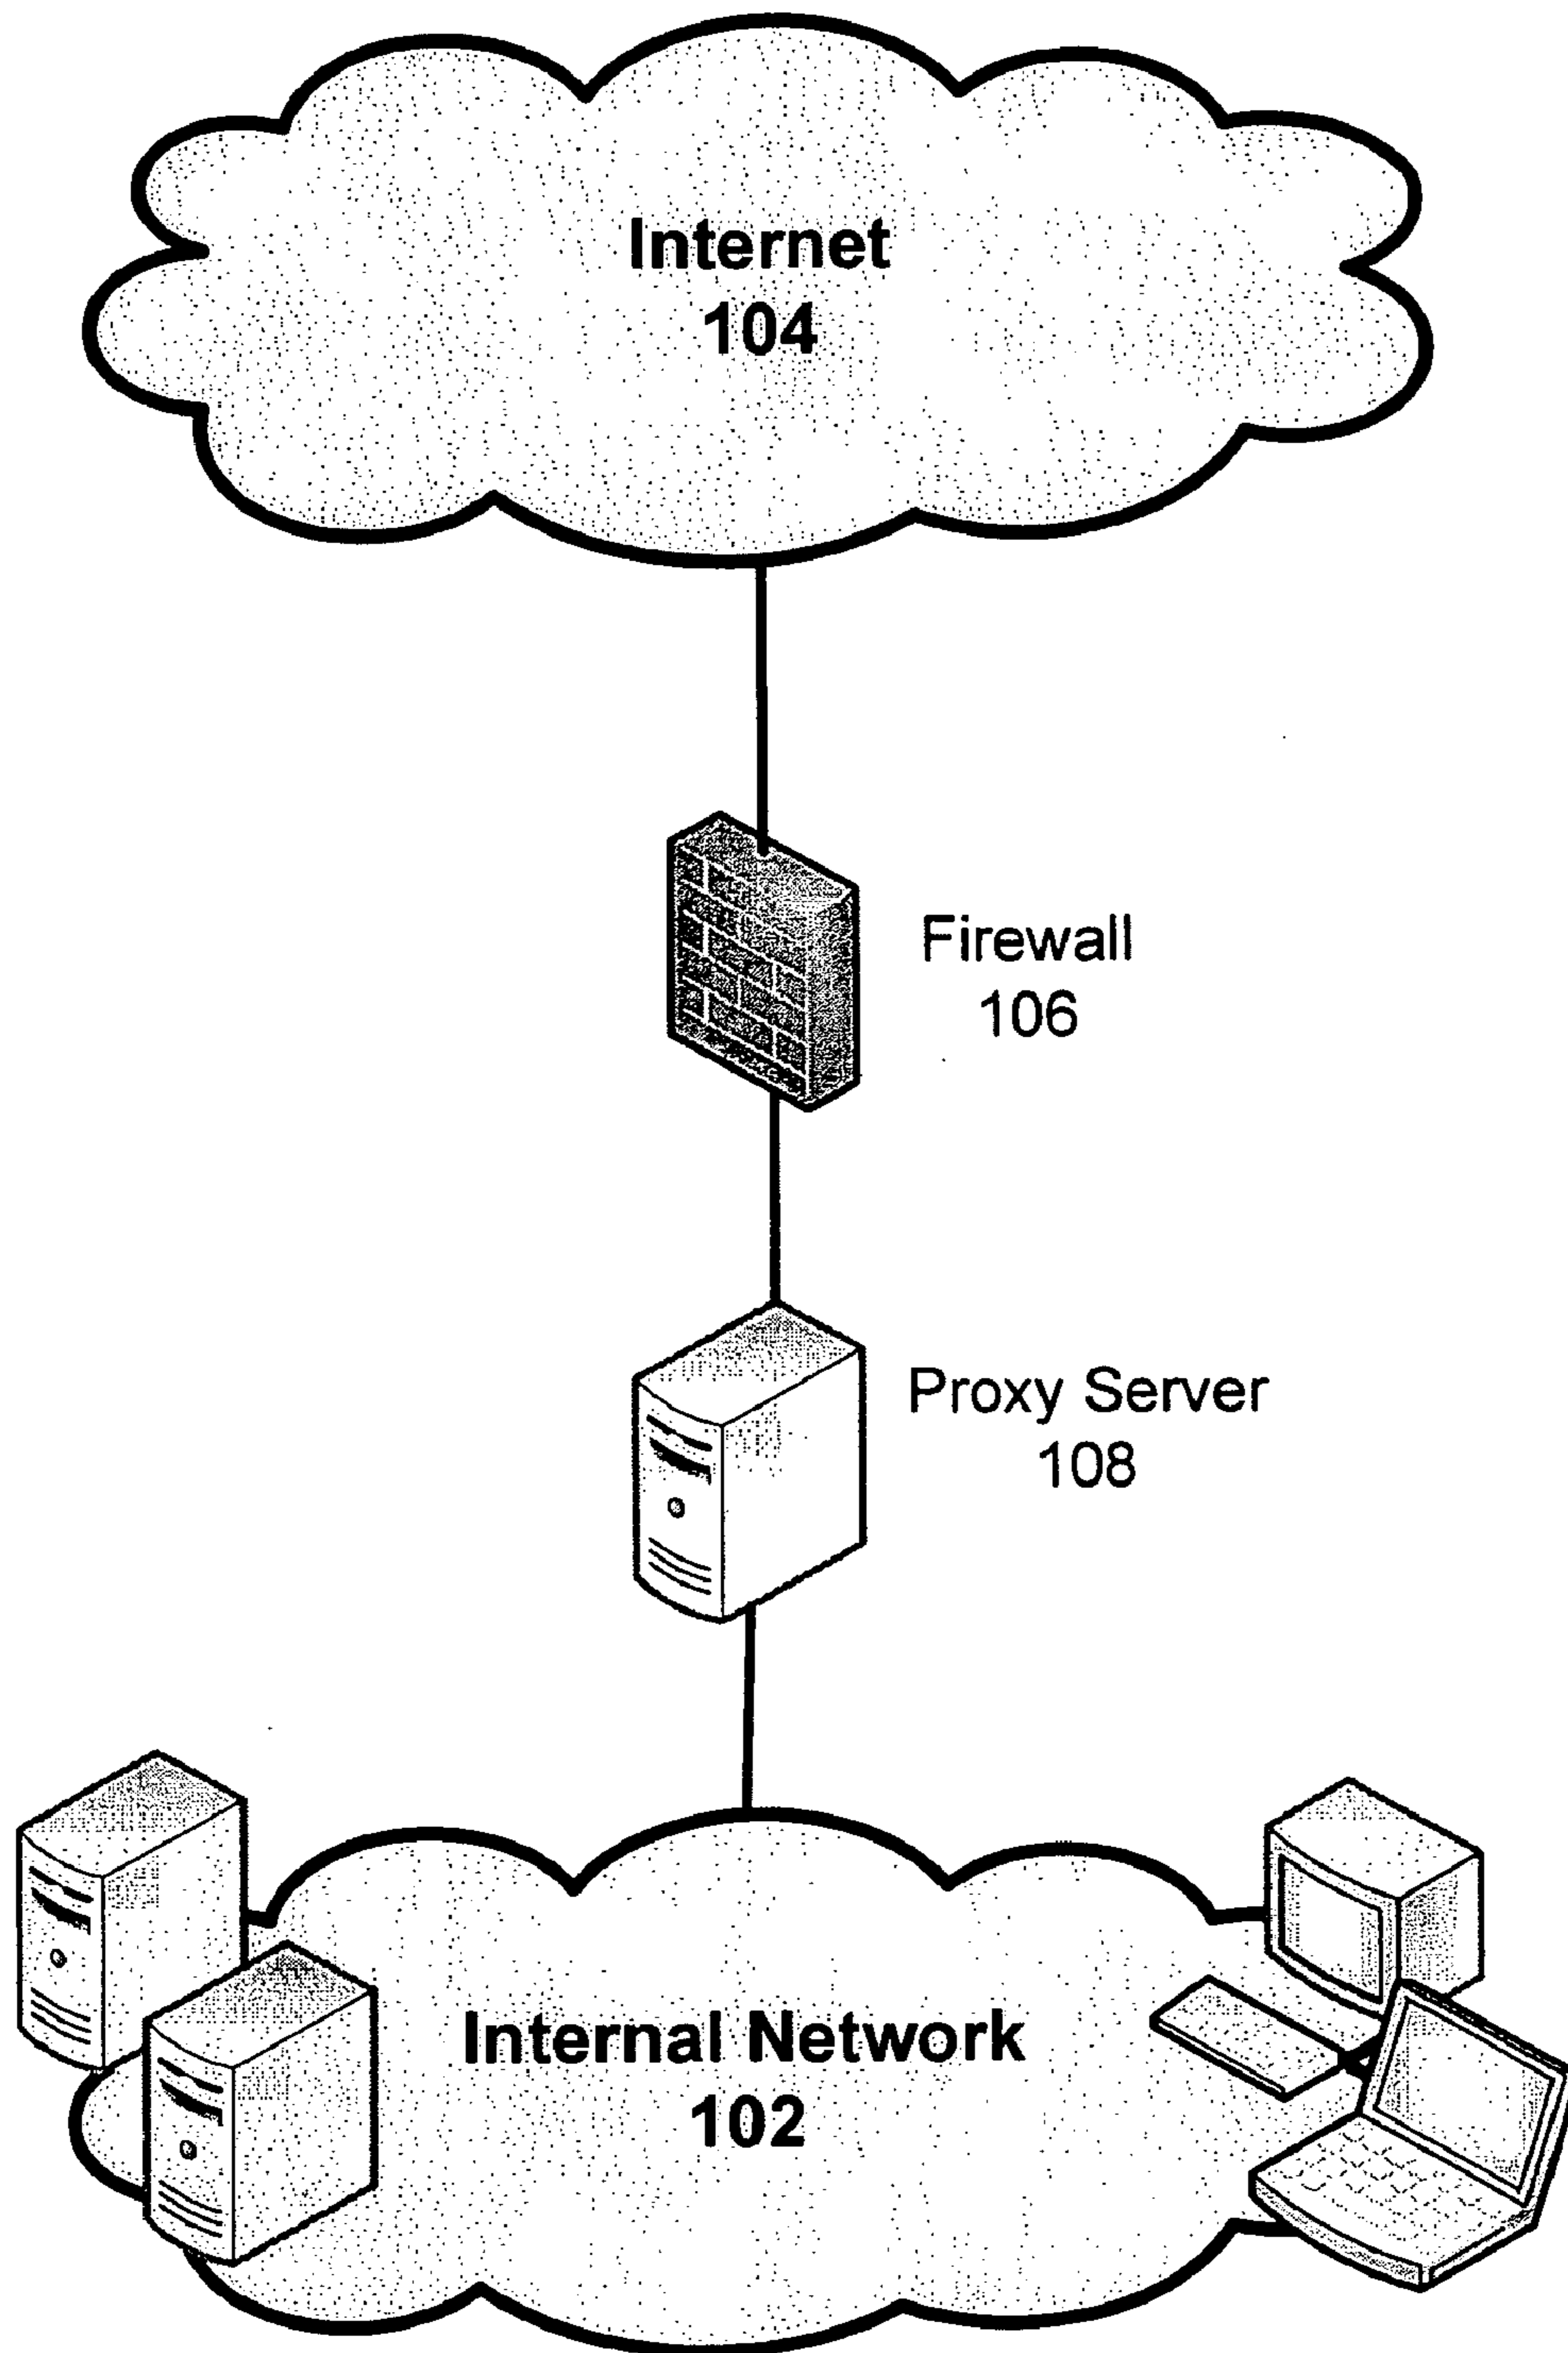 Internet
104
Firewall
106
Proxy Server
108
Internal Network
102